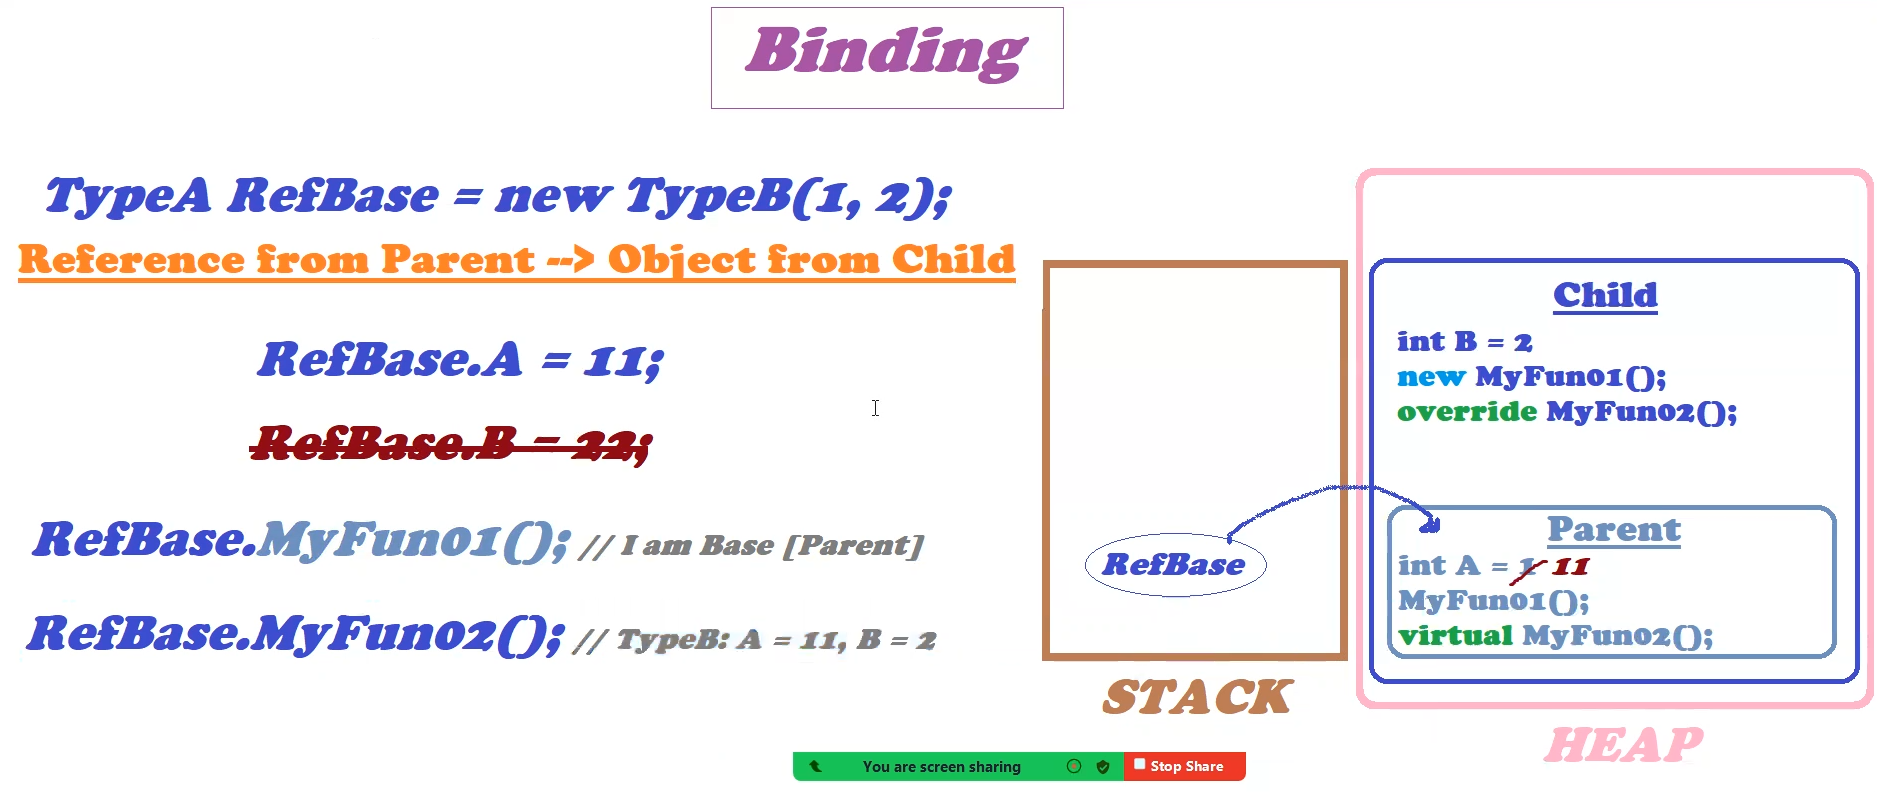 Binding
TypeA RefBase = new TypeB(1, 2);
Reference from Parent --> Object from Child
RefBase.A = 11;
RefBase.B = 22;
RefBase.MyFun01(); // I am Base [Parent]
RefBase.MyFun02(); // TypeB: A = 11, B = 2
RefBase
STACK
Child
int B = 2
new MyFun01();
override MyFun02();
Parent
int A = 1 11
MyFun01();
virtual MyFun02();
HEAP
You are screen sharing
Stop Share